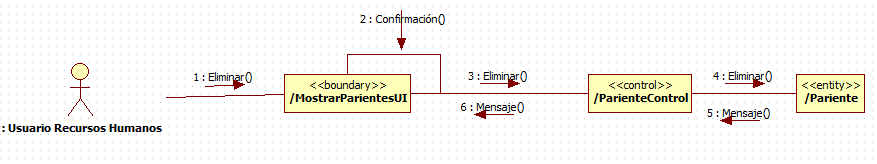 2 : Confirmación()
1 : Eliminar()
3 : Eliminar()
4 : Eliminar()
<<boundary>>
/MostrarParientesUI
<<control>>
/ParienteControl
<<entity>>
/Pariente
6 : Mensaje()
5 : Mensaje()
: Usuario Recursos Humanos